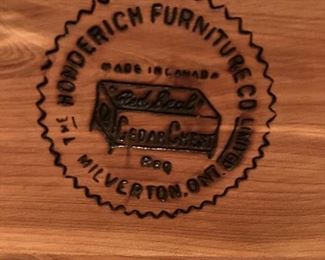 THE HONDERICH FURNITURE CO. LIMITED
MADE IN CANADA
"Red Seal"
CEDAR CHEST
REG
MILVERTON, ONT.